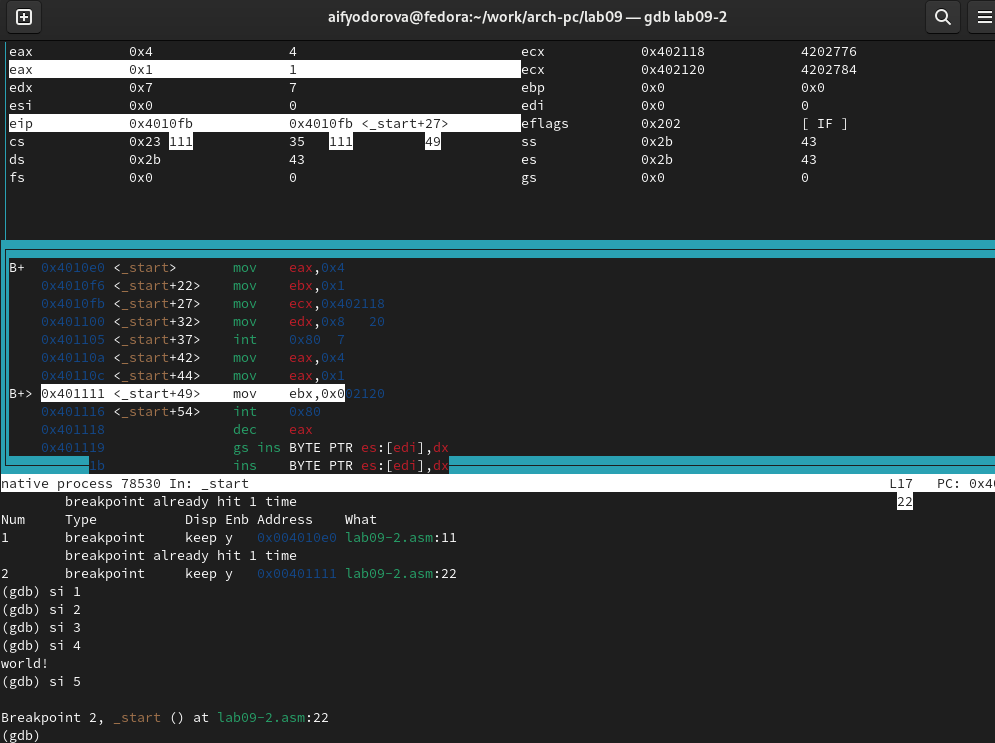 aifyodorova@fedora:~/work/arch-pc/lab09 — gdb lab09-2
eax 0x4 4 ecx 0x402118 4202776
eax 0x1 1 ecx 0x402120 4202784
edx 0x7 7 ebp 0x0 0x0
esi 0x0 0 edi 0x0 0
eip 0x4010fb 0x4010fb <_start+27> eflags 0x202 [ IF ]
cs 0x23 111 35 111 49 ss 0x2b 43
ds 0x2b 43 es 0x2b 43
fs 0x0 0 gs 0x0 0
B+ 0x4010e0 <_start> mov eax,0x4
0x4010f6 <_start+22> mov ebx,0x1
0x4010fb <_start+27> mov ecx,0x402118
0x401100 <_start+32> mov edx,0x8 20
0x401105 <_start+37> int 0x80 7
0x40110a <_start+42> mov eax,0x4
0x40110c <_start+44> mov eax,0x1
B+> 0x401111 <_start+49> mov ebx,0x002120
0x401116 <_start+54> int 0x80
0x401118 dec eax
0x401119 gs ins BYTE PTR es:[edi],dx
1b ins BYTE PTR es:[edi],dx
native process 78530 In: _start L17 PC: 0x40
breakpoint already hit 1 time 22
Num Type Disp Enb Address What
1 breakpoint keep y 0x004010e0 lab09-2.asm:11
breakpoint already hit 1 time
2 breakpoint keep y 0x00401111 lab09-2.asm:22
(gdb) si 1
(gdb) si 2
(gdb) si 3
(gdb) si 4
world!
(gdb) si 5
Breakpoint 2, _start () at lab09-2.asm:22
(gdb)